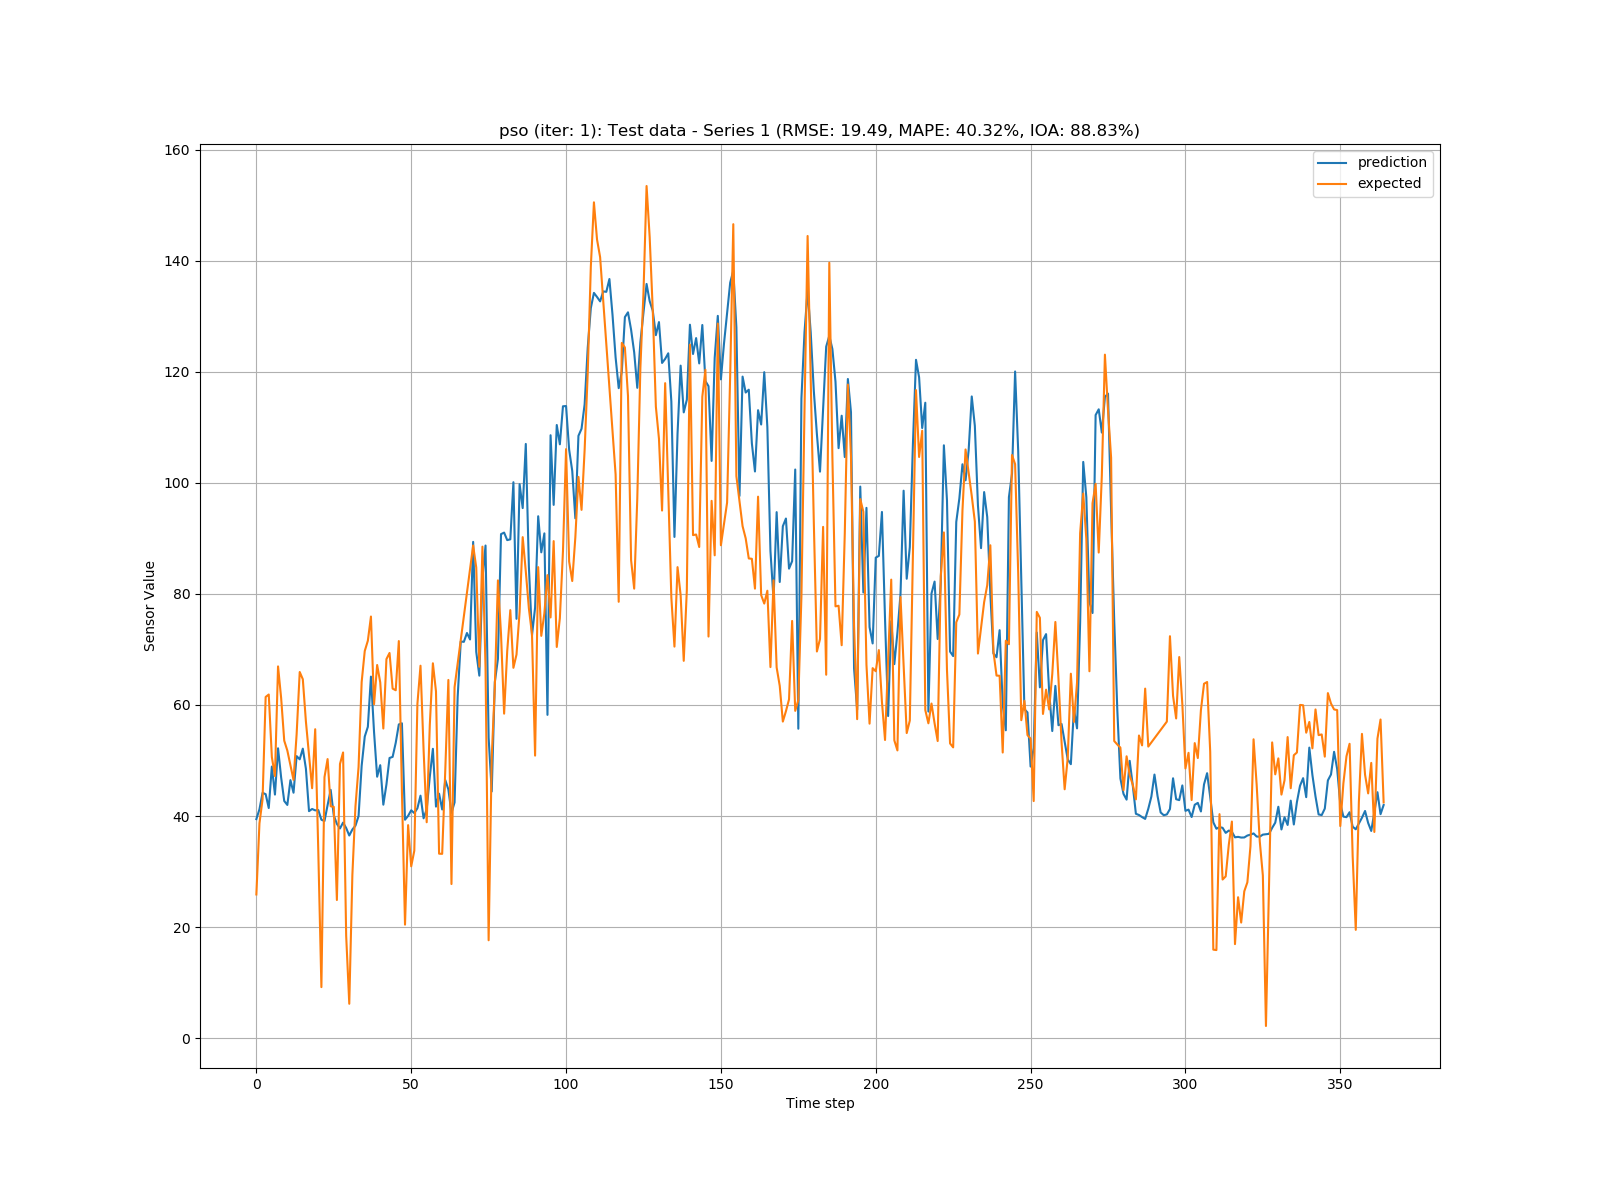 pso (iter: 1): Test data - Series 1 (RMSE: 19.49, MAPE: 40.32%, IOA: 88.83%)
prediction
expected
Sensor Value
160
140
120
100
80
60
40
20
0
0 50 100 150 200 250 300 350
Time step